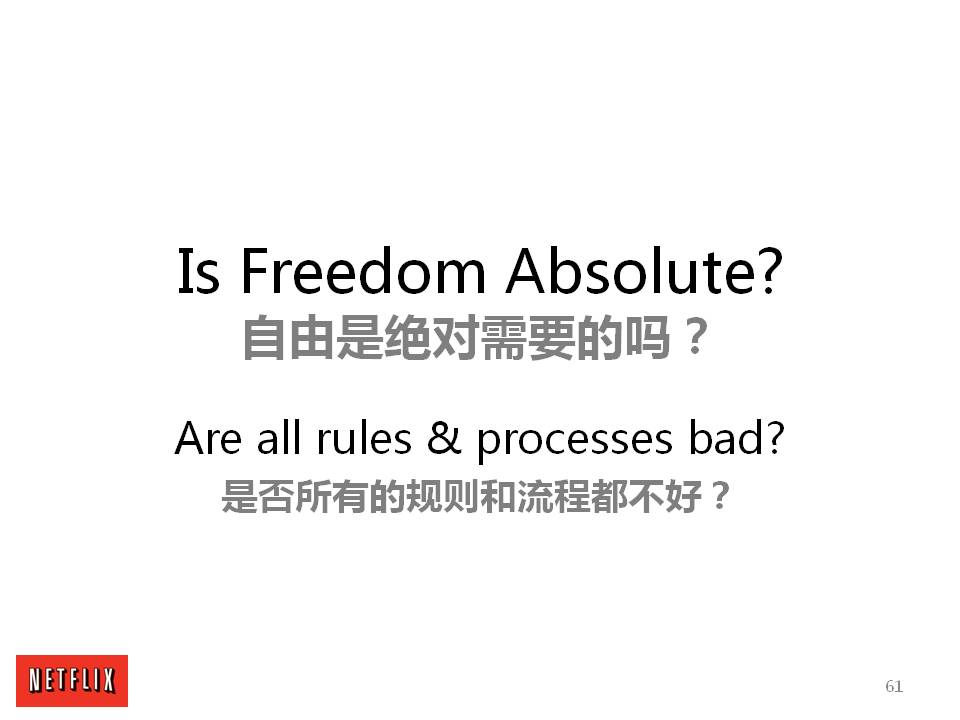 Is Freedom Absolute?
自由是绝对需要的吗？
Are all rules & processes bad?
是否所有的规则和流程都不好？
NETFLIX
61